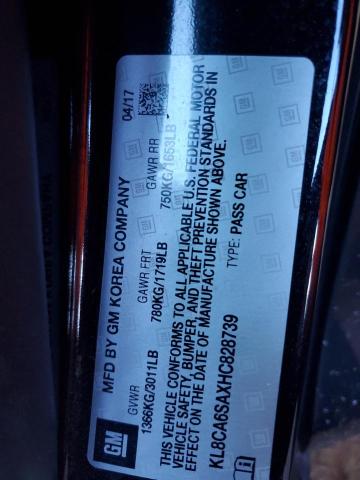 GM
MFD BY GM KOREA COMPANY
04/17
GVWR GAWR FRT GAWR RR
1366KG/3011LB 780KG/1719LB 750KG/1653LB
THIS VEHICLE CONFORMS TO ALL APPLICABLE U.S. FEDERAL MOTOR
VEHICLE SAFETY, BUMPER, AND THEFT PREVENTION STANDARDS IN
EFFECT ON THE DATE OF MANUFACTURE SHOWN ABOVE.
KL8CA6SAXHC828739 TYPE: PASS CAR